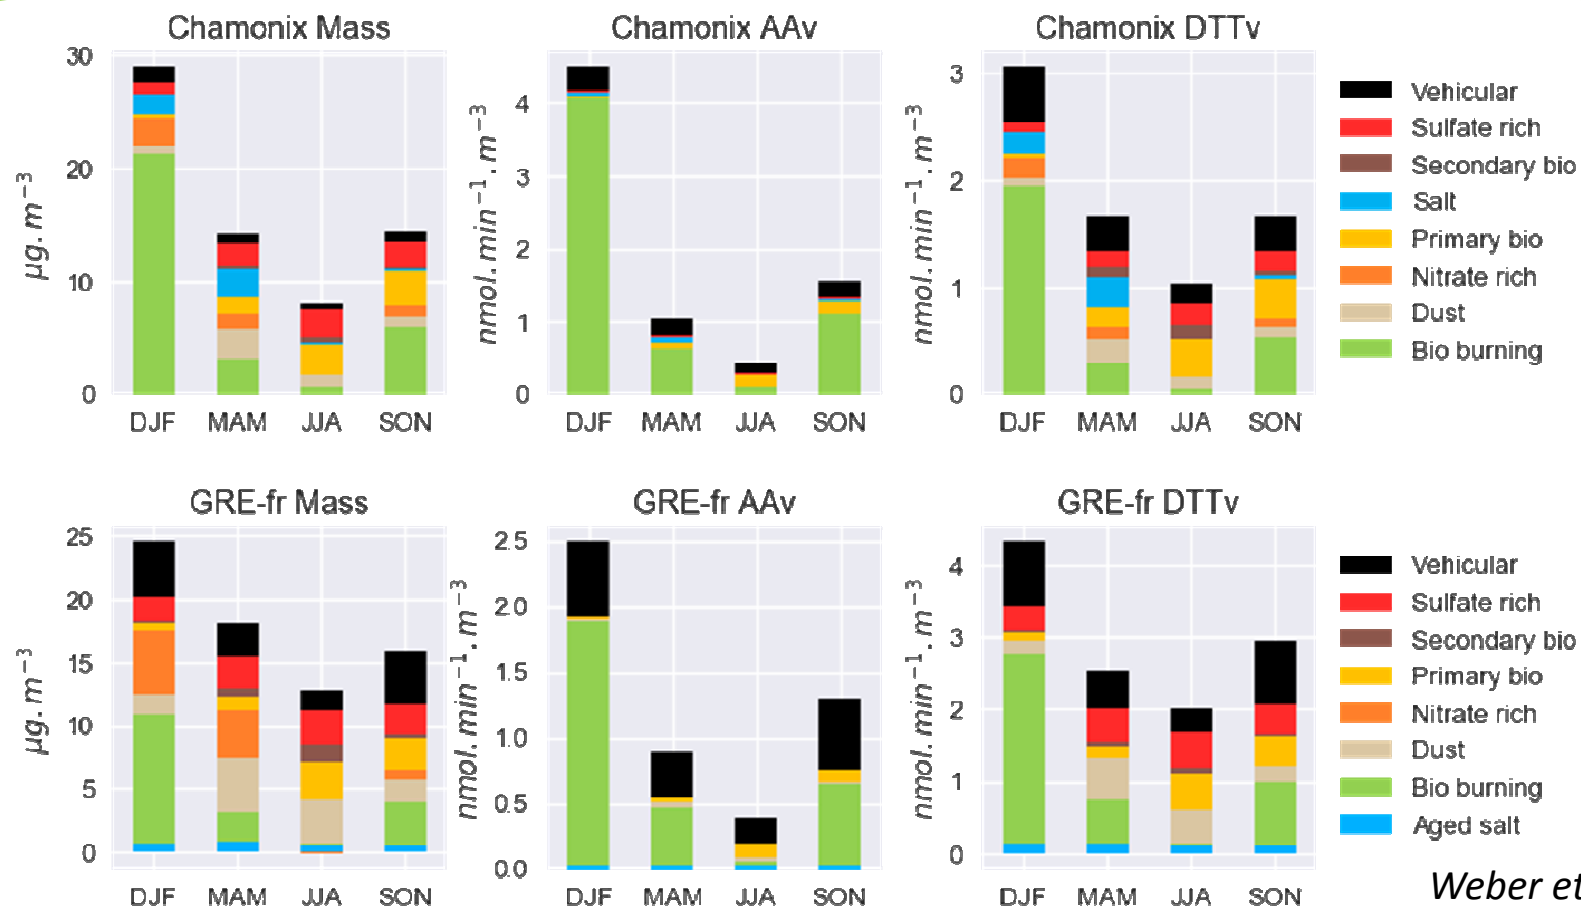 Chamonix Mass
Chamonix AAv
Chamonix DTTv
30
20
10
0
µg.m⁻³
DJF MAM JJA SON
4
3
2
1
0
nmol.min⁻¹.m⁻³
DJF MAM JJA SON
3
2
1
0
nmol.min⁻¹.m⁻³
DJF MAM JJA SON
Vehicular
Sulfate rich
Secondary bio
Salt
Primary bio
Nitrate rich
Dust
Bio burning
GRE-fr Mass
GRE-fr AAv
GRE-fr DTTv
25
20
15
10
5
0
µg.m⁻³
DJF MAM JJA SON
2.5
2.0
1.5
1.0
0.5
0.0
nmol.min⁻¹.m⁻³
DJF MAM JJA SON
4
3
2
1
0
nmol.min⁻¹.m⁻³
DJF MAM JJA SON
Vehicular
Sulfate rich
Secondary bio
Primary bio
Nitrate rich
Dust
Bio burning
Aged salt
Weber et